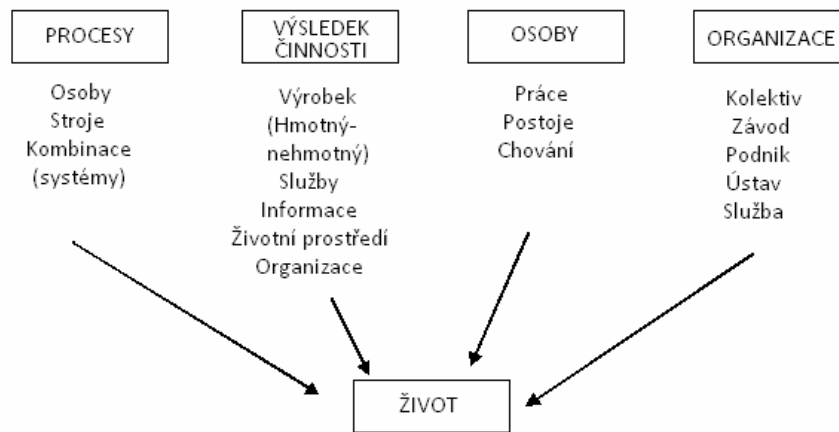 PROCESY
Osoby
Stroje
Kombinace
(systémy)
VÝSLEDEK
ČINNOSTI
Výrobek
(Hmotný-
nehmotný)
Služby
Informace
Životní prostředí
Organizace
OSOBY
Práce
Postoje
Chování
ORGANIZACE
Kolektiv
Závod
Podnik
Ústav
Služba
ŽIVOT